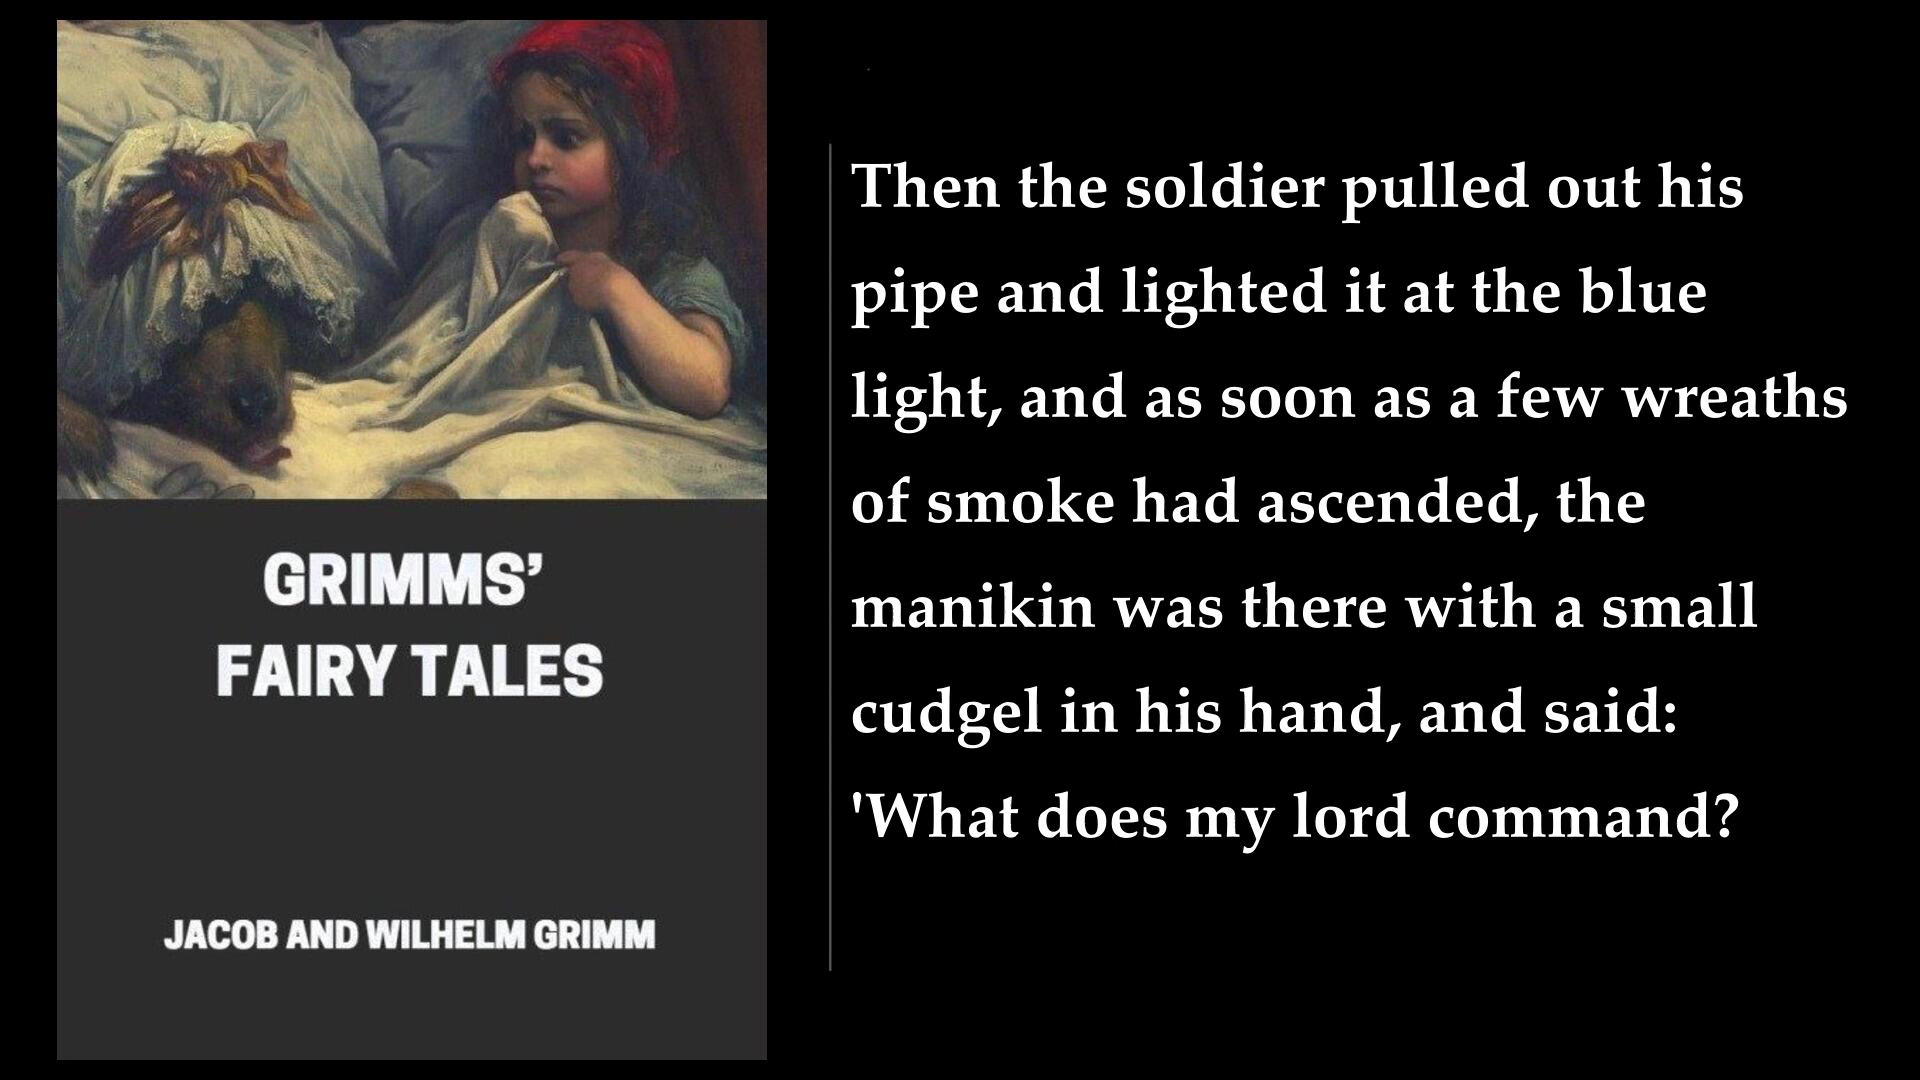 GRIMMS’
FAIRY TALES
JACOB AND WILHELM GRIMM
Then the soldier pulled out his
pipe and lighted it at the blue
light, and as soon as a few wreaths
of smoke had ascended, the
manikin was there with a small
cudgel in his hand, and said:
'What does my lord command?